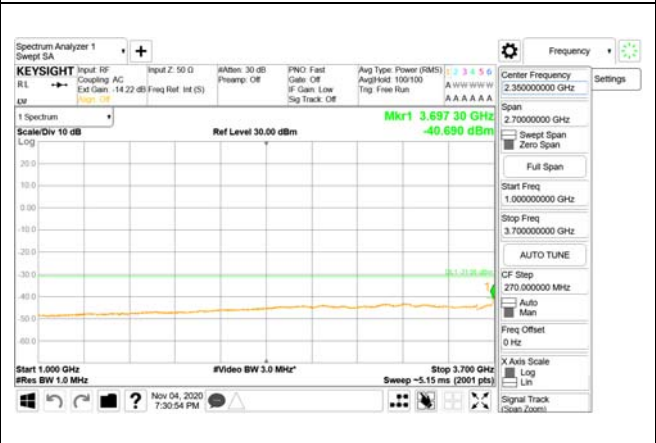 Spectrum Analyzer 1
Swept SA
+
Frequency
KEYSIGHT
RL
Input: RF
Coupling: AC
Ext Gain: -14.22 dB
Align: Off
Input Z: 50 Ω
Freq Ref: Int (S)
#Atten: 30 dB
Preamp: Off
PNO: Fast
Gate: Off
IF Gain: Low
Sig Track: Off
Avg Type: Power (RMS)
Avg|Hold: 100/100
Trig: Free Run
1 2 3 4 5 6
A W W W W W
A A A A A A
1 Spectrum
Scale/Div 10 dB
Log
Ref Level 30.00 dBm
Mkr1 3.697 30 GHz
-40.690 dBm
20.0
10.0
0.00
-10.0
-20.0
-30.0
-40.0
-50.0
-60.0
1
Start 1.000 GHz
#Res BW 1.0 MHz
#Video BW 3.0 MHz*
Stop 3.700 GHz
Sweep ~5.15 ms (2001 pts)
Nov 04, 2020
7:30:54 PM
Center Frequency
2.350000000 GHz
Settings
Span
2.70000000 GHz
Swept Span
Zero Span
Full Span
Start Freq
1.000000000 GHz
Stop Freq
3.700000000 GHz
AUTO TUNE
CF Step
270.000000 MHz
Auto
Man
Freq Offset
0 Hz
X Axis Scale
Log
Lin
Signal Track
(Span Zoom)